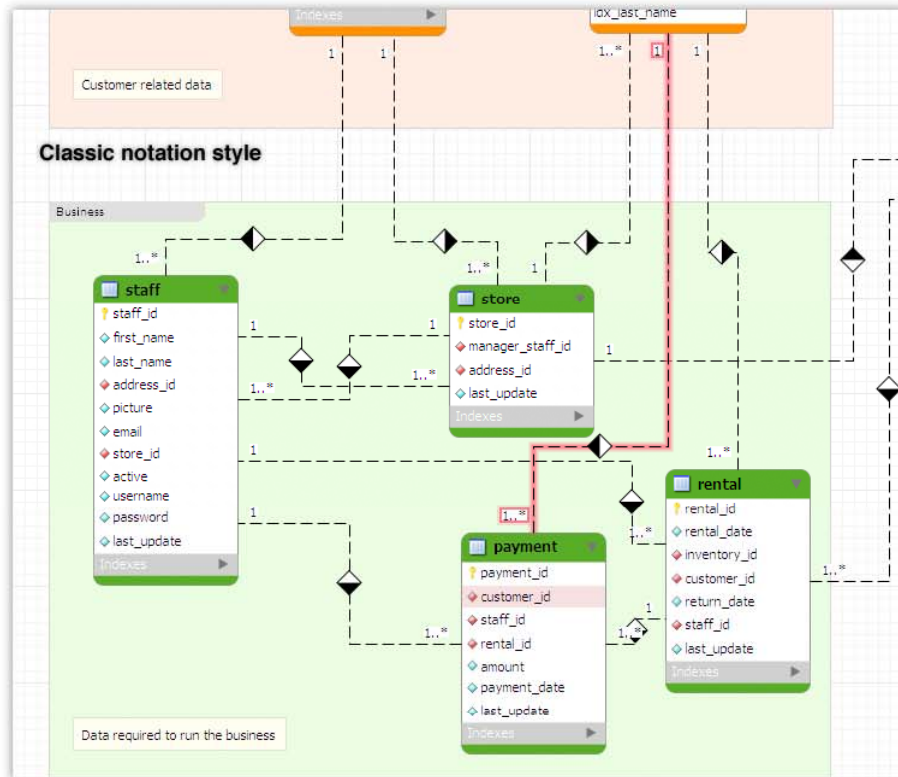 Indexes
idx_last_name
1
1
1..*
1
1
Customer related data
Classic notation style
Business
1..*
1..*
1
staff
staff_id
first_name
last_name
address_id
picture
email
store_id
active
username
password
last_update
Indexes
store
store_id
manager_staff_id
address_id
last_update
Indexes
1
1
1..*
1..*
1
1
1
1..*
1..*
1..*
1..*
rental
rental_id
rental_date
inventory_id
customer_id
return_date
staff_id
last_update
Indexes
1..*
payment
payment_id
customer_id
staff_id
rental_id
amount
payment_date
last_update
Indexes
1..*
1..*
1
Data required to run the business